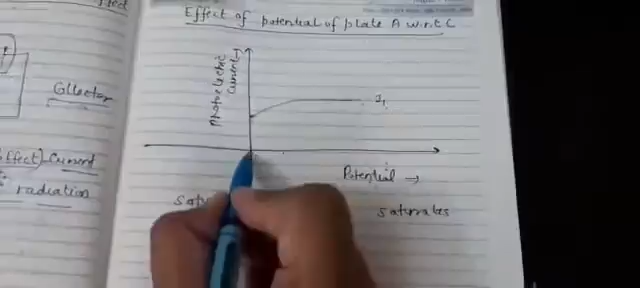 Effect of potential of plate A w.r.t C
Photoelectric
Current →
I₁
Potential →
saturates
Collector
Effect) - Current
radiation